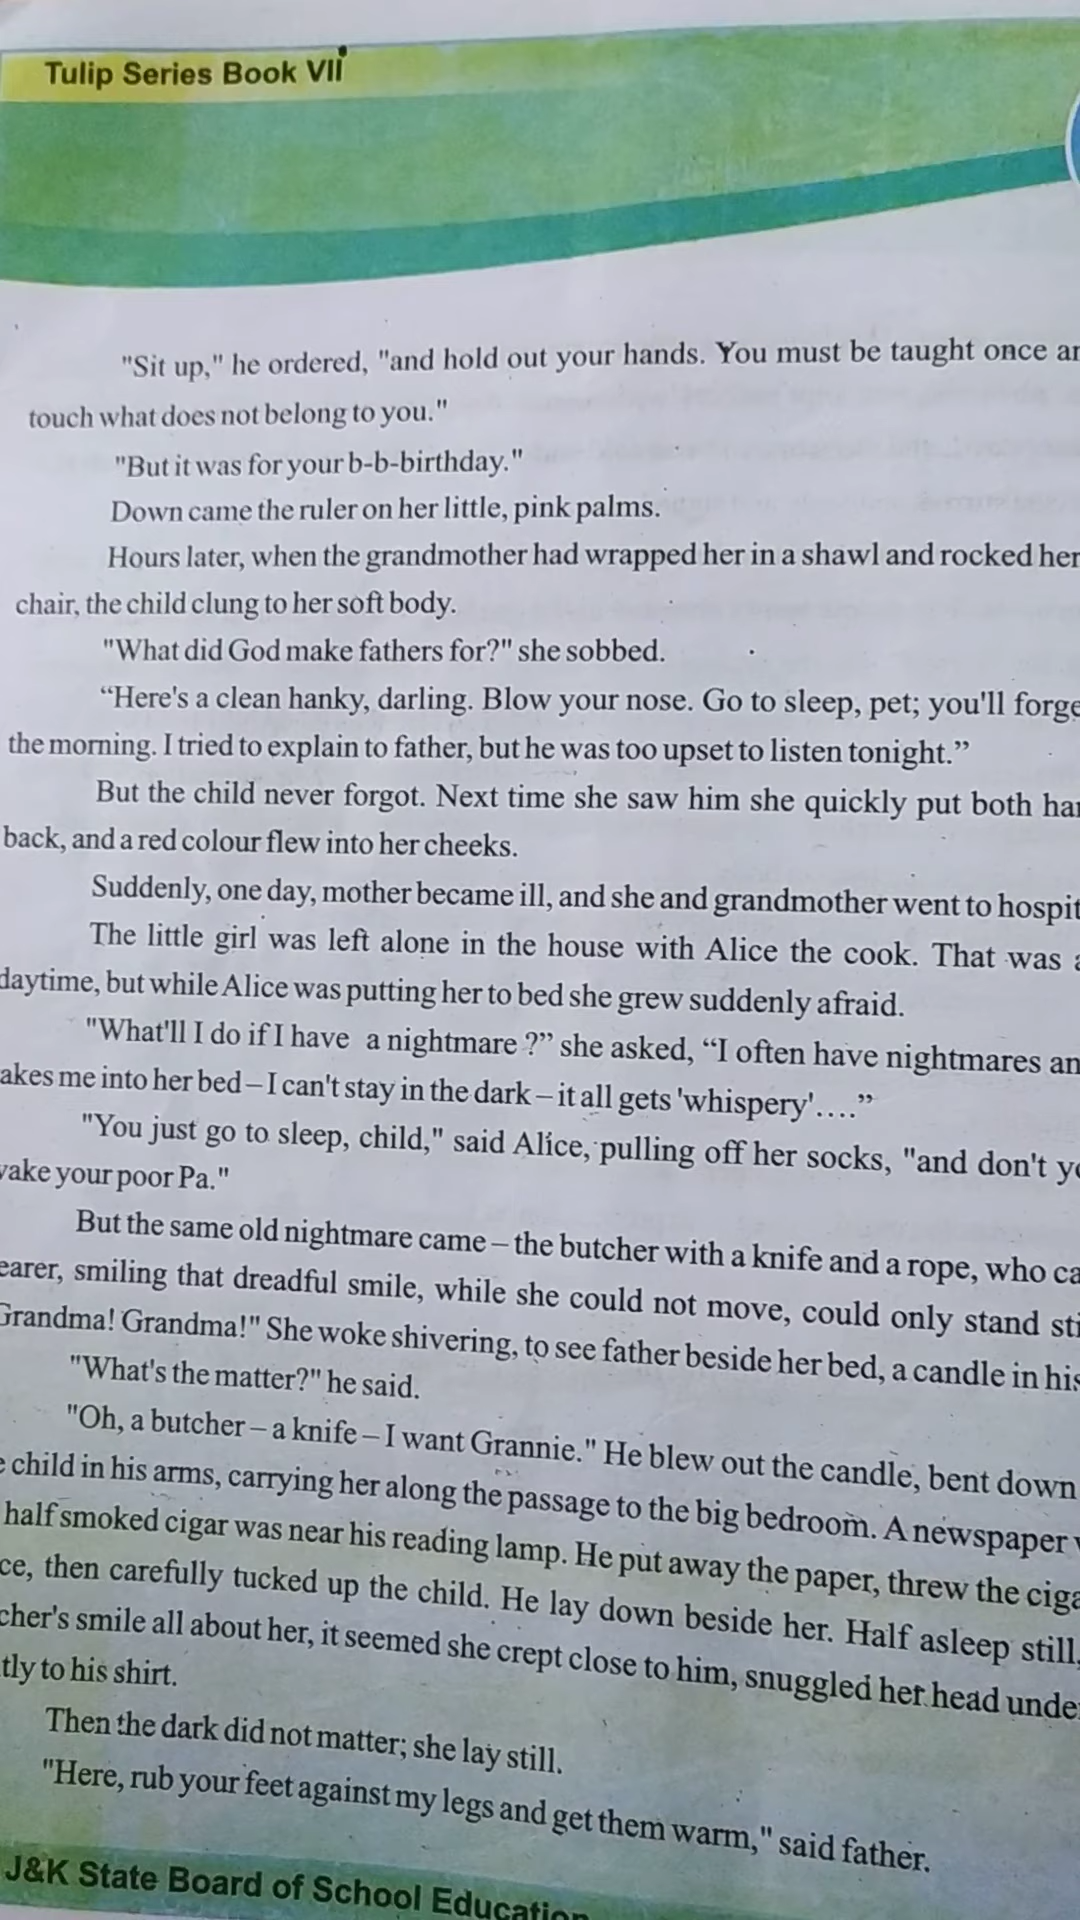 Tulip Series Book VII
"Sit up," he ordered, "and hold out your hands. You must be taught once
touch what does not belong to you."
"But it was for your b-b-birthday."
Down came the ruler on her little, pink palms.
Hours later, when the grandmother had wrapped her in a shawl and rocked her
chair, the child clung to her soft body.
"What did God make fathers for?" she sobbed.
“Here's a clean hanky, darling. Blow your nose. Go to sleep, pet; you'll
the morning. I tried to explain to father, but he was too upset to listen tonight.”
But the child never forgot. Next time she saw him she quickly put both
back, and a red colour flew into her cheeks.
Suddenly, one day, mother became ill, and she and grandmother went to
The little girl was left alone in the house with Alice the cook. That was
daytime, but while Alice was putting her to bed she grew suddenly afraid.
"What'll I do if I have a nightmare ?” she asked, “I often have nightmares
me into her bed – I can't stay in the dark – it all gets 'whispery'....”
"You just go to sleep, child," said Alice, pulling off her socks, "and don't
your poor Pa."
But the same old nightmare came – the butcher with a knife and a rope, who
smiling that dreadful smile, while she could not move, could only stand
Grandma! Grandma!" She woke shivering, to see father beside her bed, a candle in his
"What's the matter?" he said.
"Oh, a butcher – a knife – I want Grannie." He blew out the candle, bent down
child in his arms, carrying her along the passage to the big bedroom. A newspaper
half smoked cigar was near his reading lamp. He put away the paper, threw the
then carefully tucked up the child. He lay down beside her. Half asleep still,
smile all about her, it seemed she crept close to him, snuggled her head
to his shirt.
Then the dark did not matter; she lay still.
"Here, rub your feet against my legs and get them warm," said father.
J&K State Board of School Education